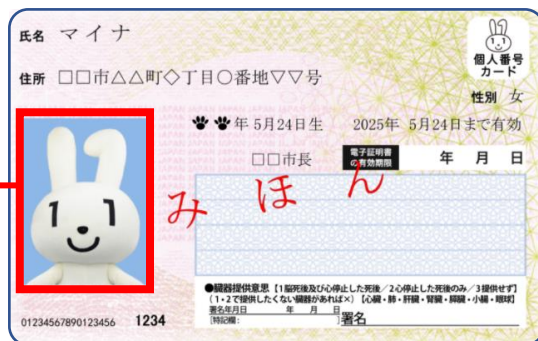 氏名 マイナ
個人番号
カード
住所 □□市△△町◇丁目○番地▽▽号
性別 女
年 5月24日生 2025年 5月24日まで有効
□□市長 電子証明書の有効期限 年 月 日
みほん
1 1
●臓器提供意思【1脳死後及び心停止した死後/2心停止した死後のみ/3提供せず】
(1・2で提供したくない臓器があれば×)【心臓・肺・肝臓・腎臓・膵臓・小腸・眼球】
署名年月日 年 月 日
[特記欄: ] 署名
01234567890123456 1234